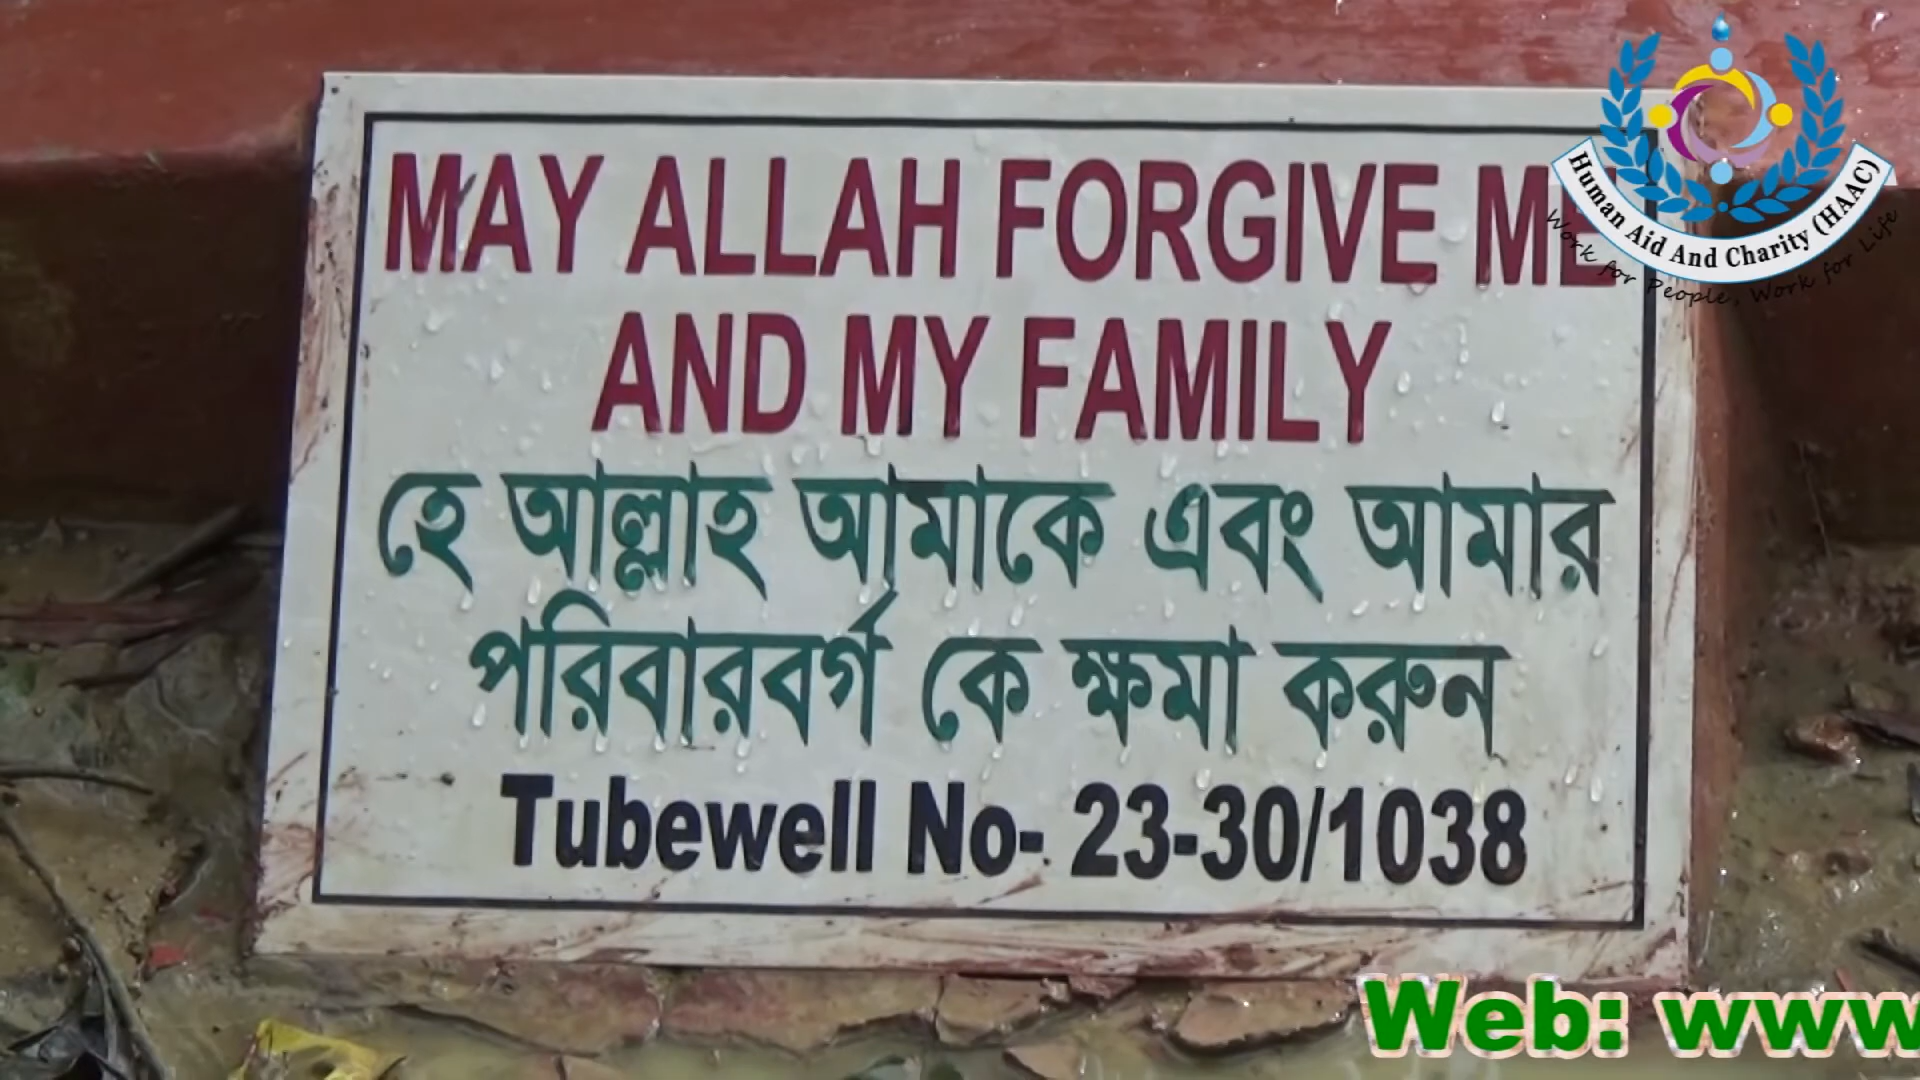 MAY ALLAH FORGIVE ME
AND MY FAMILY
হে আল্লাহ আমাকে এবং আমার
পরিবারবর্গ কে ক্ষমা করুন
Tubewell No- 23-30/1038
Human Aid And Charity (HAAC)
Work for People, Work for Life
Web: www